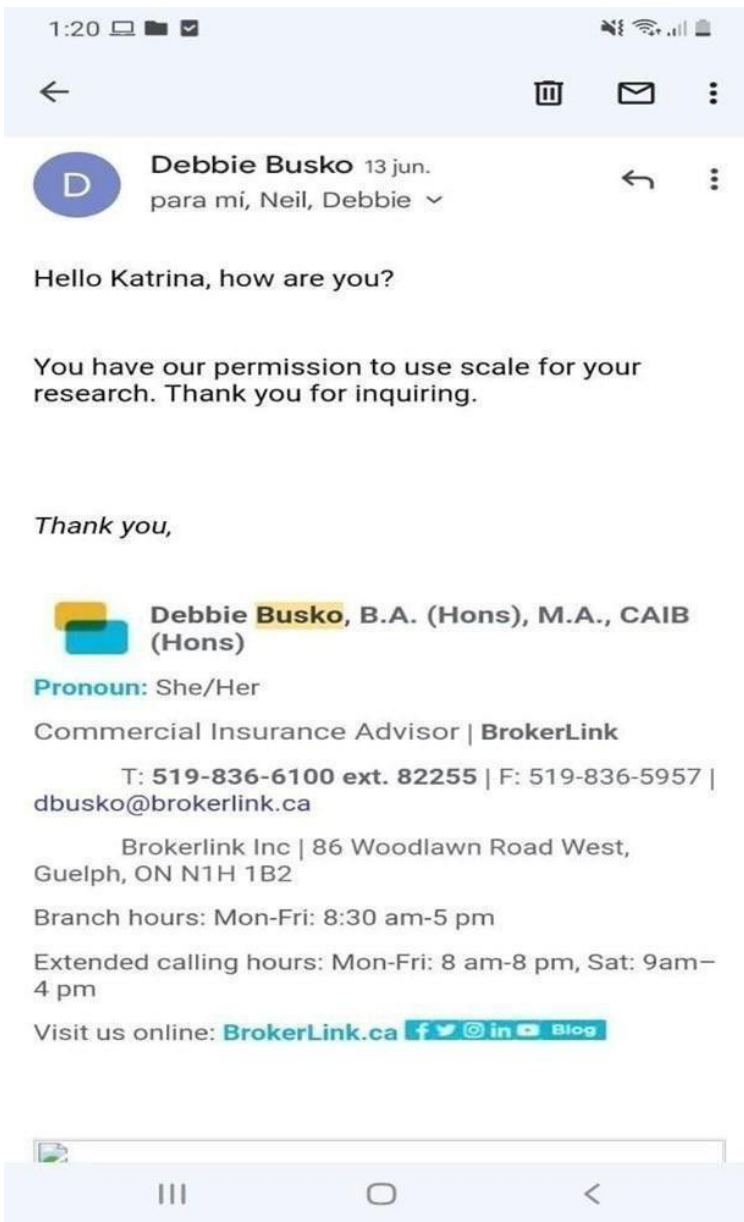 1:20
D
Debbie Busko 13 jun.
para mí, Neil, Debbie
Hello Katrina, how are you?
You have our permission to use scale for your
research. Thank you for inquiring.
Thank you,
Debbie Busko, B.A. (Hons), M.A., CAIB
(Hons)
Pronoun: She/Her
Commercial Insurance Advisor | BrokerLink
T: 519-836-6100 ext. 82255 | F: 519-836-5957 |
dbusko@brokerlink.ca
Brokerlink Inc | 86 Woodlawn Road West,
Guelph, ON N1H 1B2
Branch hours: Mon-Fri: 8:30 am-5 pm
Extended calling hours: Mon-Fri: 8 am-8 pm, Sat: 9am–
4 pm
Visit us online: BrokerLink.ca f in Blog